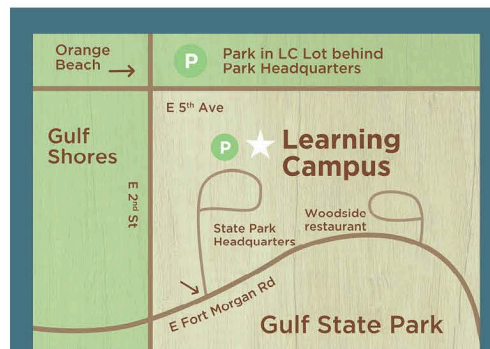 Orange
Beach →
P
Park in LC Lot behind
Park Headquarters
E 5th Ave
Gulf
Shores
P
Learning
Campus
E 2nd St
State Park
Headquarters
Woodside
restaurant
E Fort Morgan Rd
Gulf State Park